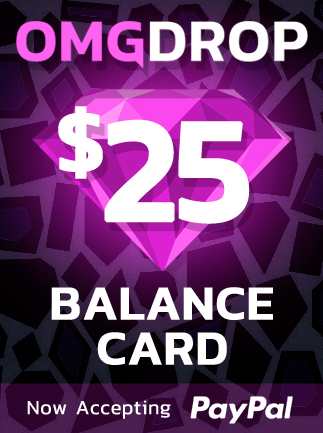 OMGDROP
$25
BALANCE
CARD
Now Accepting PayPal